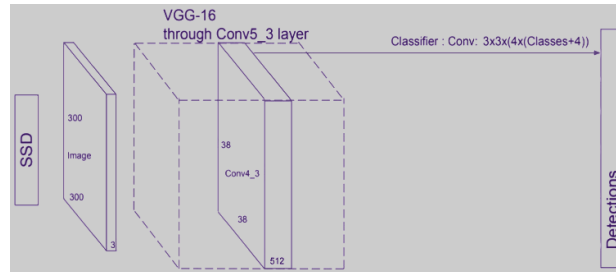 VGG-16
through Conv5_3 layer
Classifier : Conv: 3x3x(4x(Classes+4))
SSD
300
Image
300
3
38
Conv4_3
38
512
Detections